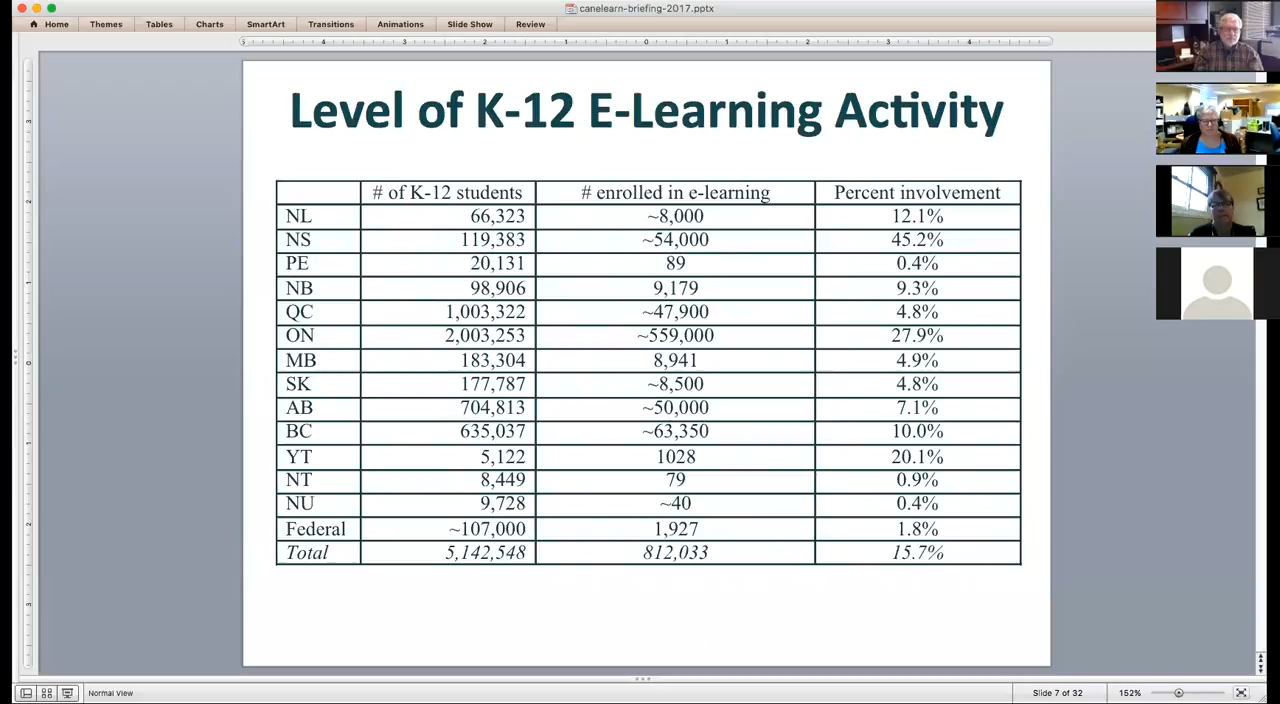 canelearn-briefing-2017.pptx
Home Themes Tables Charts SmartArt Transitions Animations Slide Show Review
Level of K-12 E-Learning Activity
# of K-12 students # enrolled in e-learning Percent involvement
NL 66,323 ~8,000 12.1%
NS 119,383 ~54,000 45.2%
PE 20,131 89 0.4%
NB 98,906 9,179 9.3%
QC 1,003,322 ~47,900 4.8%
ON 2,003,253 ~559,000 27.9%
MB 183,304 8,941 4.9%
SK 177,787 ~8,500 4.8%
AB 704,813 ~50,000 7.1%
BC 635,037 ~63,350 10.0%
YT 5,122 1028 20.1%
NT 8,449 79 0.9%
NU 9,728 ~40 0.4%
Federal ~107,000 1,927 1.8%
Total 5,142,548 812,033 15.7%
Normal View Slide 7 of 32 152%